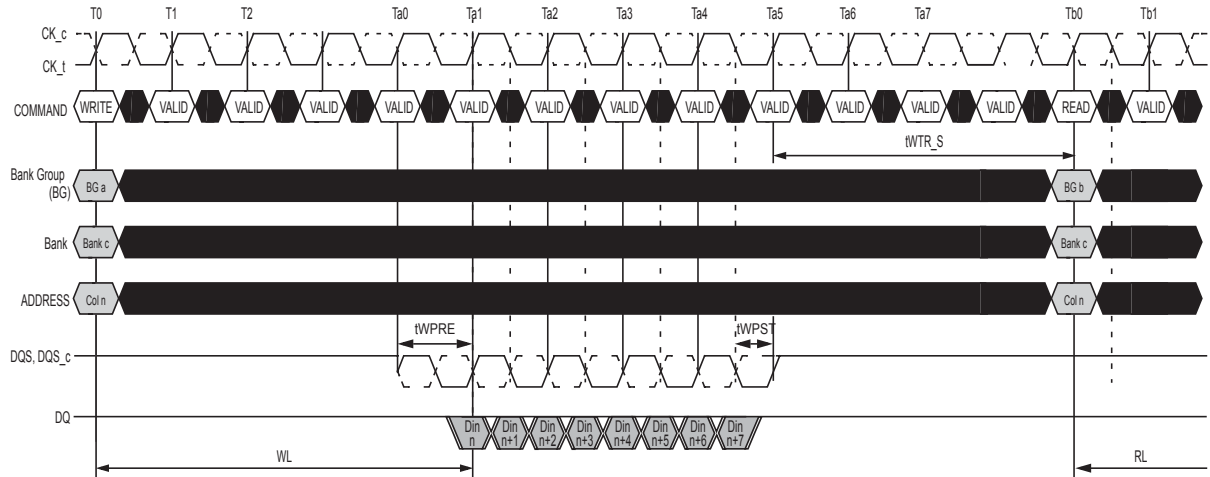 T0 T1 T2 Ta0 Ta1 Ta2 Ta3 Ta4 Ta5 Ta6 Ta7 Tb0 Tb1
CK_c
CK_t
COMMAND WRITE VALID VALID VALID VALID VALID VALID VALID VALID VALID VALID VALID VALID READ VALID
tWTR_S
Bank Group
(BG) BG a BG b
Bank Bank c Bank c
ADDRESS Col n Col n
tWPRE tWPST
DQS, DQS_c
DQ Din Din Din Din Din Din Din Din
n n+1 n+2 n+3 n+4 n+5 n+6 n+7
WL RL